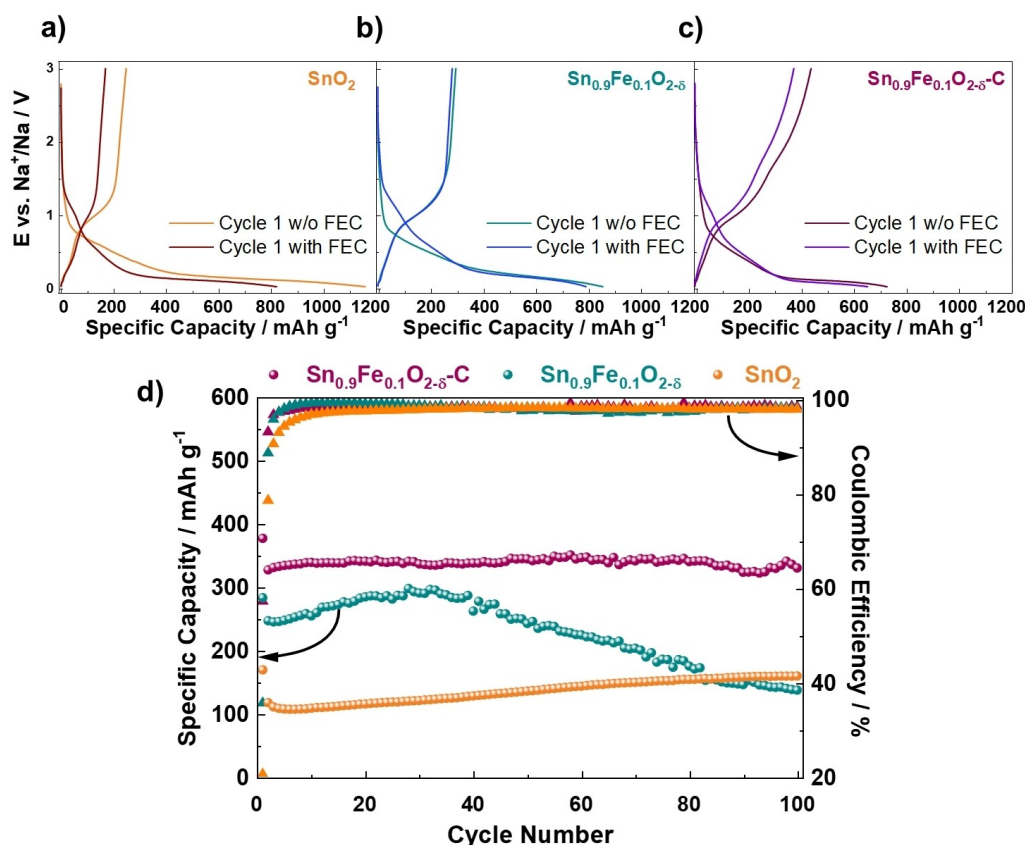 a)
b)
c)
SnO2
Sn0.9Fe0.1O2-δ
Sn0.9Fe0.1O2-δ-C
E vs. Na+/Na / V
3
2
1
0
Cycle 1 w/o FEC
Cycle 1 with FEC
Cycle 1 w/o FEC
Cycle 1 with FEC
Cycle 1 w/o FEC
Cycle 1 with FEC
0 200 400 600 800 1000 1200
200 400 600 800 1000 1200
200 400 600 800 1000 1200
Specific Capacity / mAh g-1
Specific Capacity / mAh g-1
Specific Capacity / mAh g-1
d)
Sn0.9Fe0.1O2-δ-C
Sn0.9Fe0.1O2-δ
SnO2
Specific Capacity / mAh g-1
600
500
400
300
200
100
0
100
80
60
40
20
Coulombic Efficiency / %
0 20 40 60 80 100
Cycle Number